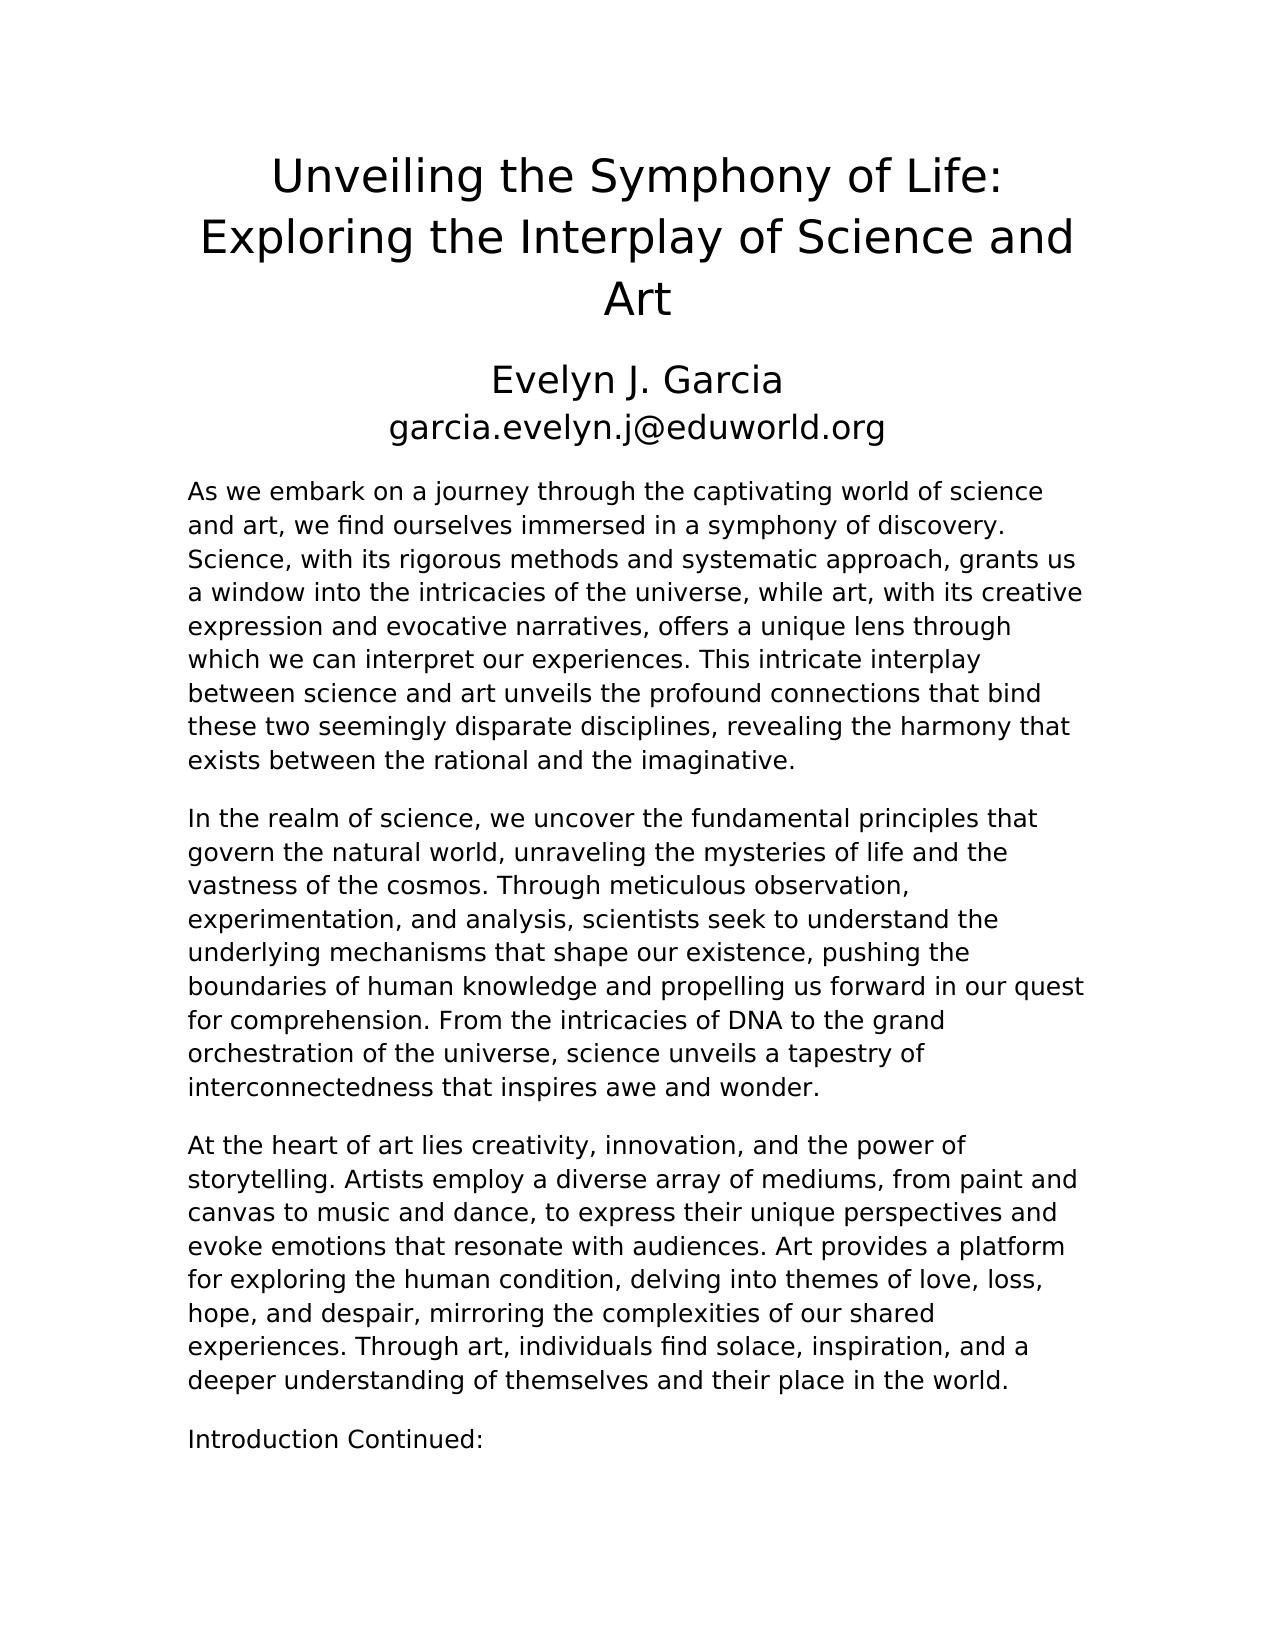 Unveiling the Symphony of Life:
Exploring the Interplay of Science and
Art
Evelyn J. Garcia
garcia.evelyn.j@eduworld.org
As we embark on a journey through the captivating world of science
and art, we find ourselves immersed in a symphony of discovery.
Science, with its rigorous methods and systematic approach, grants us
a window into the intricacies of the universe, while art, with its creative
expression and evocative narratives, offers a unique lens through
which we can interpret our experiences. This intricate interplay
between science and art unveils the profound connections that bind
these two seemingly disparate disciplines, revealing the harmony that
exists between the rational and the imaginative.
In the realm of science, we uncover the fundamental principles that
govern the natural world, unraveling the mysteries of life and the
vastness of the cosmos. Through meticulous observation,
experimentation, and analysis, scientists seek to understand the
underlying mechanisms that shape our existence, pushing the
boundaries of human knowledge and propelling us forward in our quest
for comprehension. From the intricacies of DNA to the grand
orchestration of the universe, science unveils a tapestry of
interconnectedness that inspires awe and wonder.
At the heart of art lies creativity, innovation, and the power of
storytelling. Artists employ a diverse array of mediums, from paint and
canvas to music and dance, to express their unique perspectives and
evoke emotions that resonate with audiences. Art provides a platform
for exploring the human condition, delving into themes of love, loss,
hope, and despair, mirroring the complexities of our shared
experiences. Through art, individuals find solace, inspiration, and a
deeper understanding of themselves and their place in the world.
Introduction Continued: